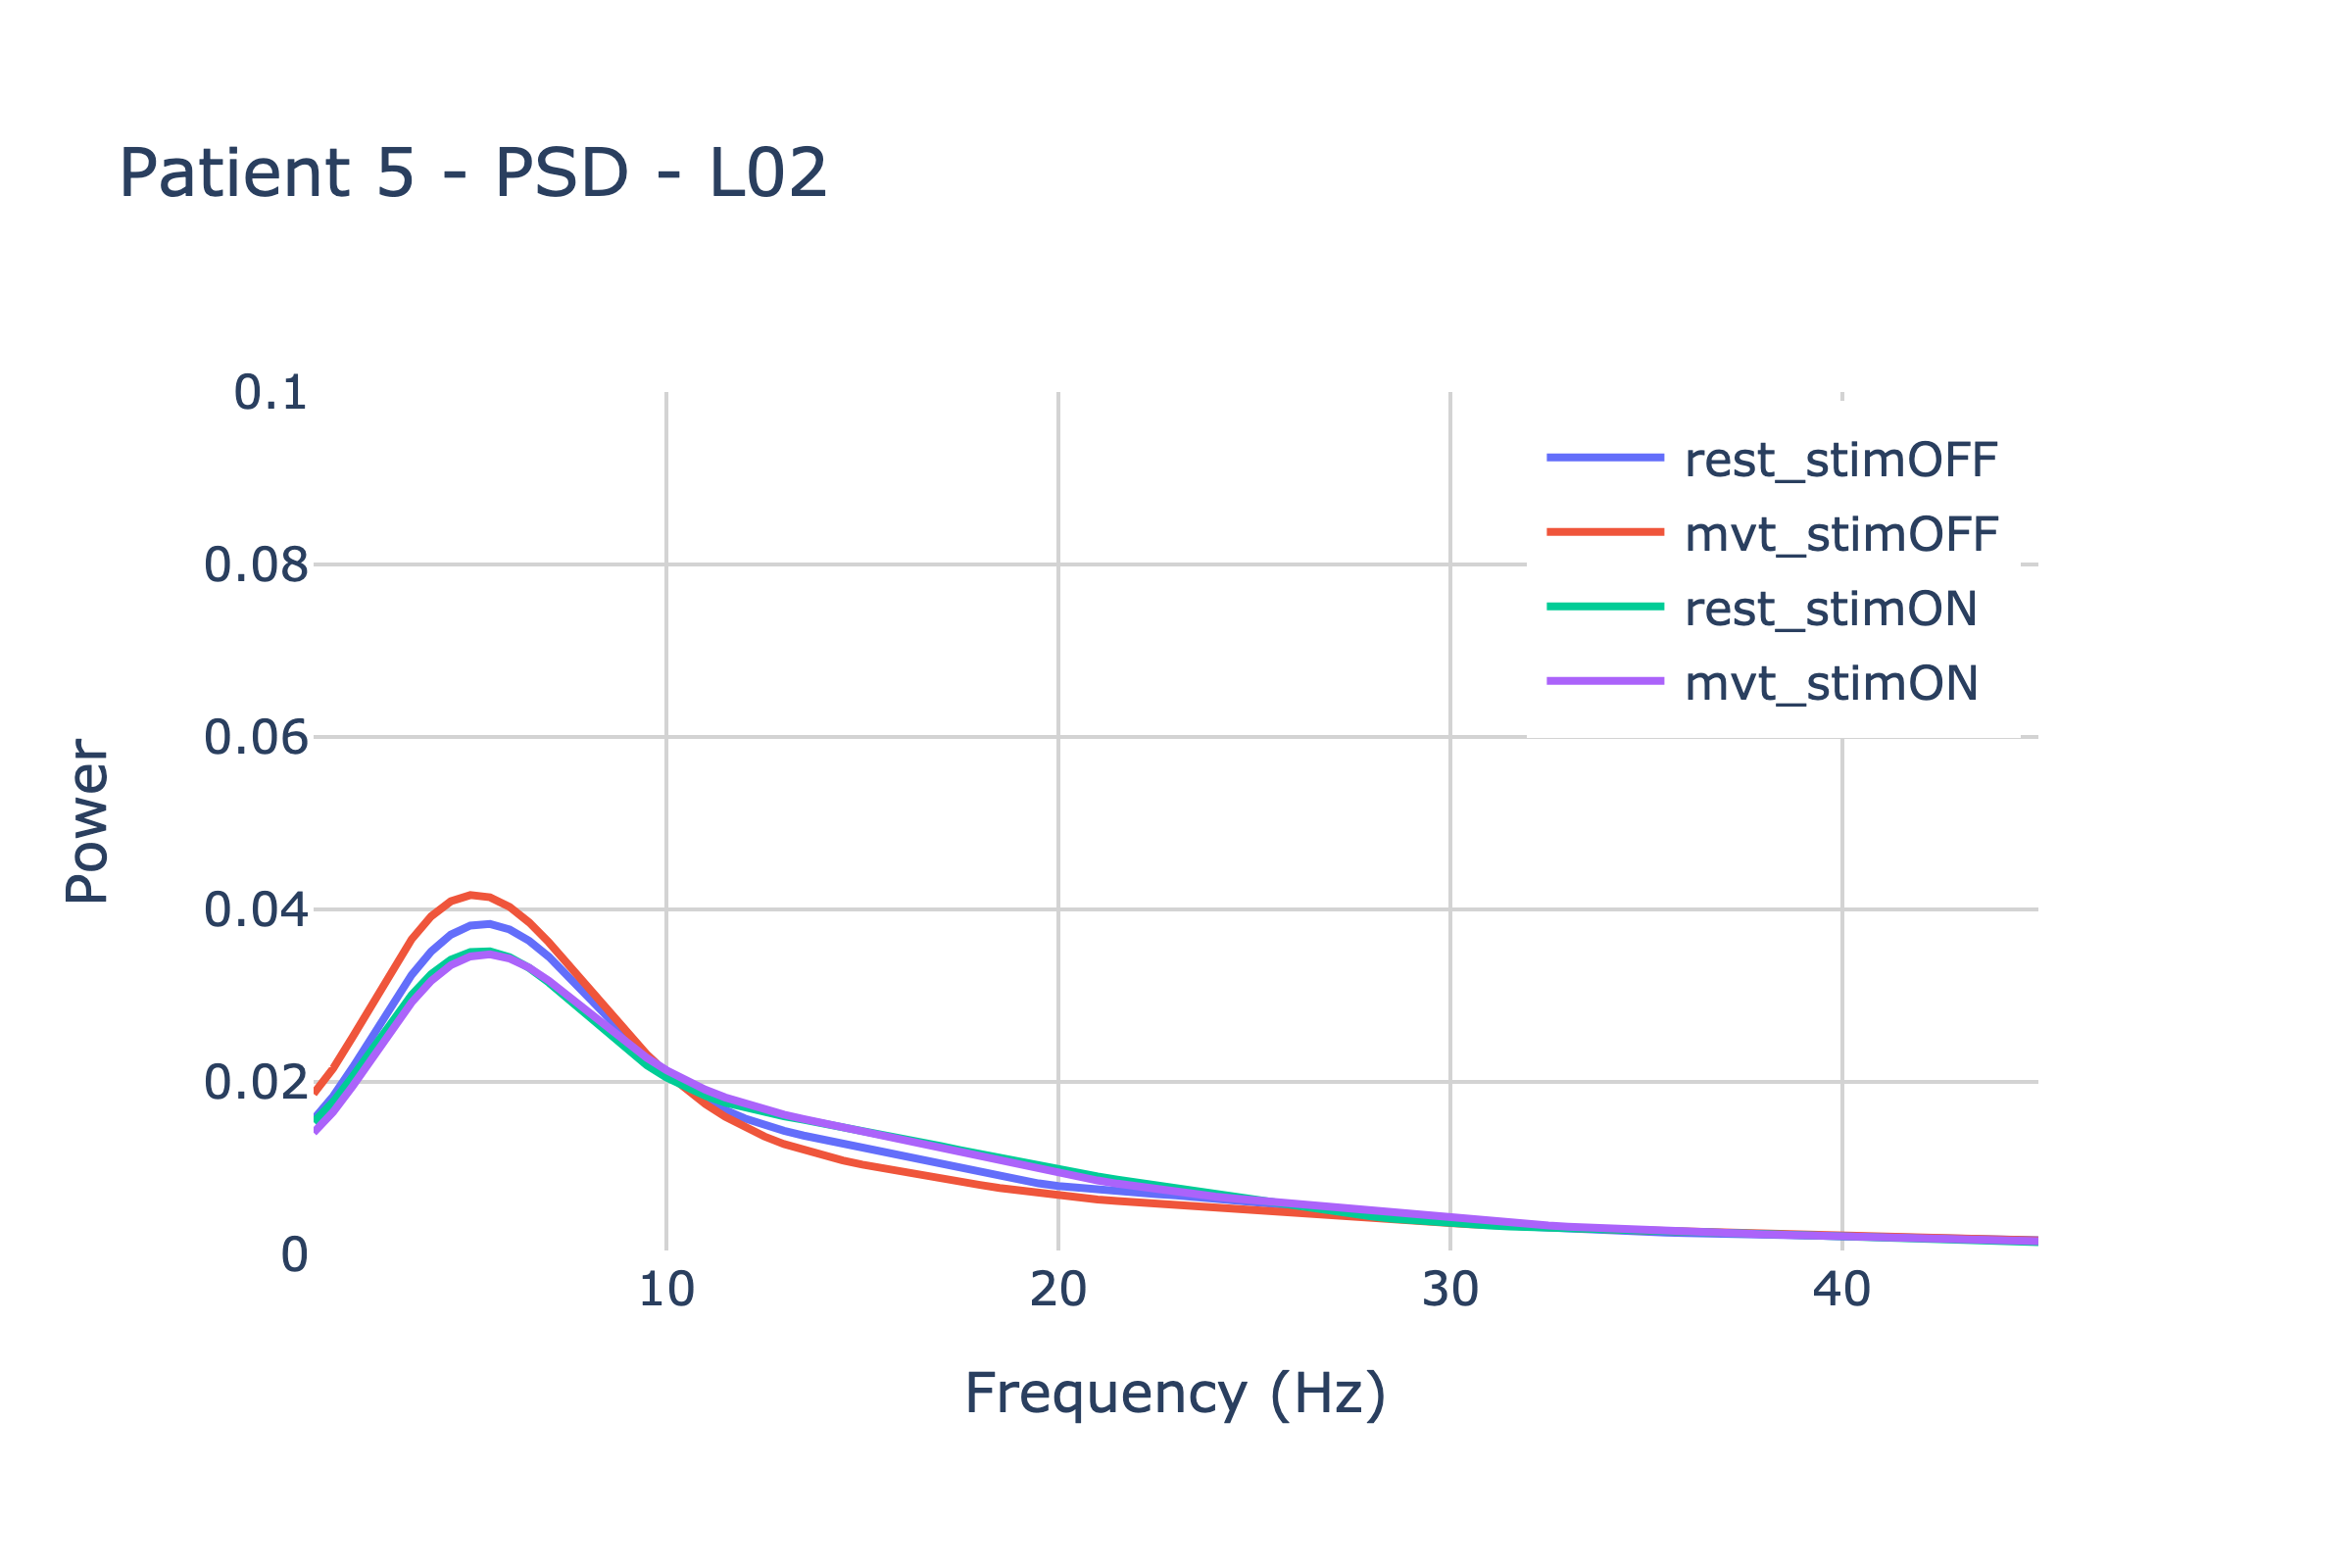 Patient 5 - PSD - L02
0.1
0.08
0.06
0.04
0.02
0
Power
10 20 30 40
Frequency (Hz)
rest_stimOFF
mvt_stimOFF
rest_stimON
mvt_stimON